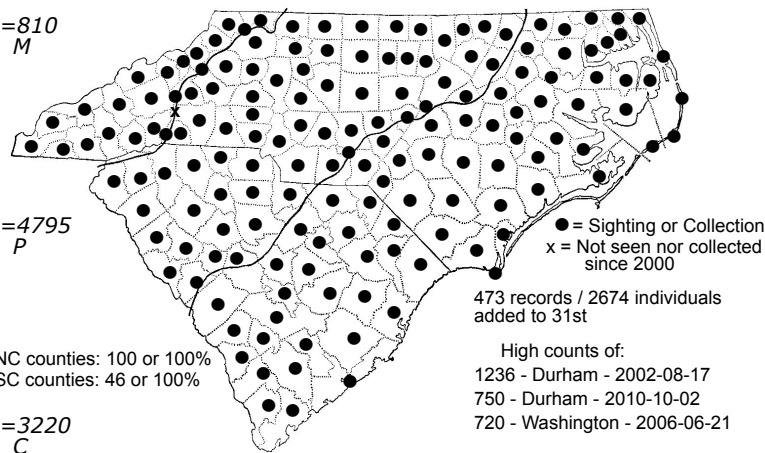 =810
M
x
=4795
P
● = Sighting or Collection
x = Not seen nor collected
since 2000
473 records / 2674 individuals
added to 31st
NC counties: 100 or 100%
SC counties: 46 or 100%
High counts of:
1236 - Durham - 2002-08-17
750 - Durham - 2010-10-02
720 - Washington - 2006-06-21
=3220
C